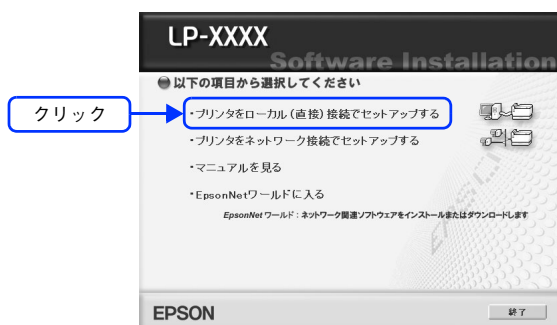 LP-XXXX
Software Installation
以下の項目から選択してください
クリック
・プリンタをローカル(直接)接続でセットアップする
・プリンタをネットワーク接続でセットアップする
・マニュアルを見る
・EpsonNetワールドに入る
EpsonNet ワールド：ネットワーク関連ソフトウェアをインストールまたはダウンロードします
EPSON
EPSON
終了